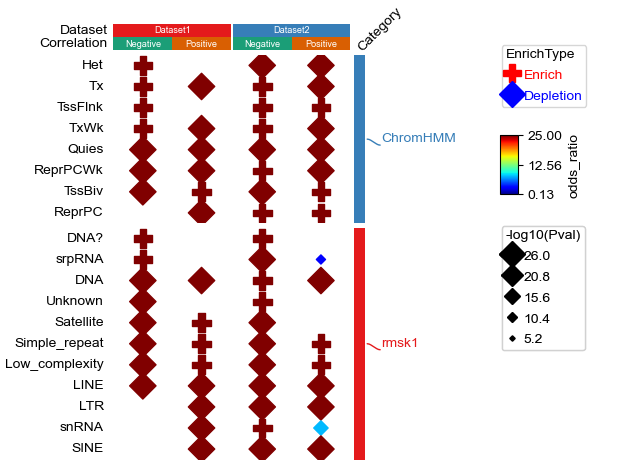 Dataset Dataset1 Dataset2 Category
Correlation Negative Positive Negative Positive
Het
Tx
TssFlnk
TxWk
Quies
ReprPCWk
TssBiv
ReprPC
ChromHMM
DNA?
srpRNA
DNA
Unknown
Satellite
Simple_repeat
Low_complexity
LINE
LTR
snRNA
SINE
rmsk1
EnrichType
Enrich
Depletion
25.00
12.56
0.13
odds_ratio
-log10(Pval)
26.0
20.8
15.6
10.4
5.2